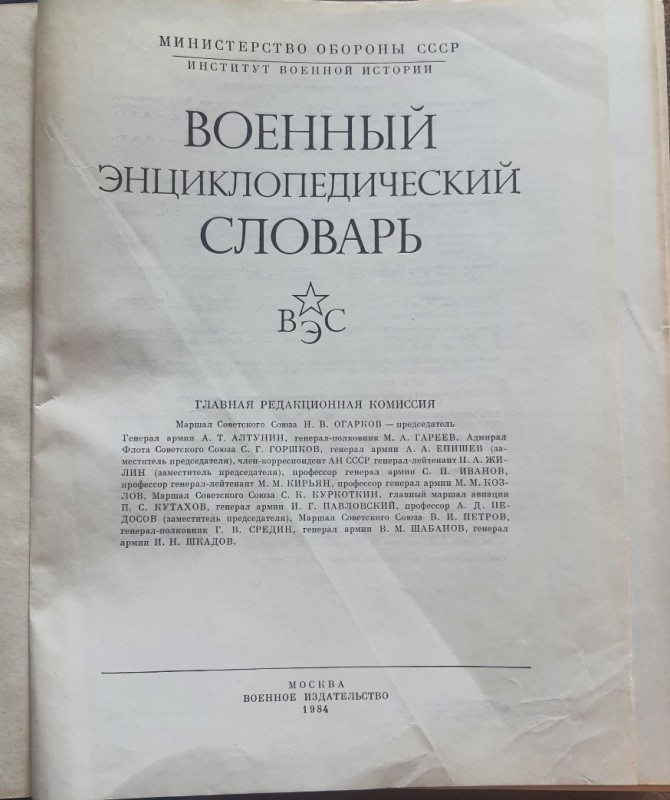 МИНИСТЕРСТВО ОБОРОНЫ СССР
ИНСТИТУТ ВОЕННОЙ ИСТОРИИ
ВОЕННЫЙ
ЭНЦИКЛОПЕДИЧЕСКИЙ
СЛОВАРЬ
ВЭС
ГЛАВНАЯ РЕДАКЦИОННАЯ КОМИССИЯ
Маршал Советского Союза Н. В. ОГАРКОВ — председатель
Генерал армии А. Т. АЛТУНИН, генерал-полковник М. А. ГАРЕЕВ, Адмирал
Флота Советского Союза С. Г. ГОРШКОВ, генерал армии А. А. ЕПИШЕВ (за-
меститель председателя), член-корреспондент АН СССР генерал-лейтенант П. А. ЖИ-
ЛИН (заместитель председателя), профессор генерал армии С. П. ИВАНОВ,
профессор генерал-лейтенант М. М. КИРЬЯН, профессор генерал армии М. М. КОЗ-
ЛОВ, Маршал Советского Союза С. К. КУРКОТКИН, главный маршал авиации
П. С. КУТАХОВ, генерал армии И. Г. ПАВЛОВСКИЙ, профессор А. Д. ПЕ-
ДОСОВ (заместитель председателя), Маршал Советского Союза В. И. ПЕТРОВ,
генерал-полковник Г. В. СРЕДИН, генерал армии В. М. ШАБАНОВ, генерал
армии И. Н. ШКАДОВ.
МОСКВА
ВОЕННОЕ ИЗДАТЕЛЬСТВО
1984